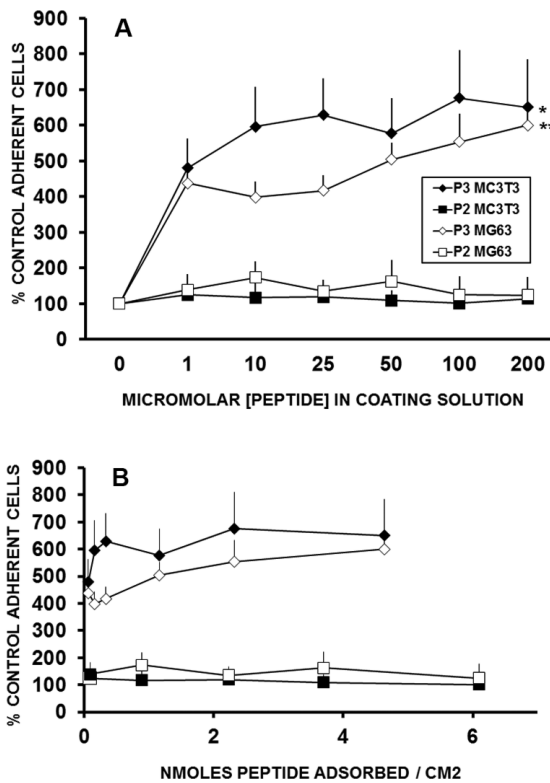 A
900
800
700
600
500
400
300
200
100
0
% CONTROL ADHERENT CELLS
*
**
P3 MC3T3
P2 MC3T3
P3 MG63
P2 MG63
0 1 10 25 50 100 200
MICROMOLAR [PEPTIDE] IN COATING SOLUTION
B
900
800
700
600
500
400
300
200
100
0
% CONTROL ADHERENT CELLS
0 2 4 6
NMOLES PEPTIDE ADSORBED / CM2